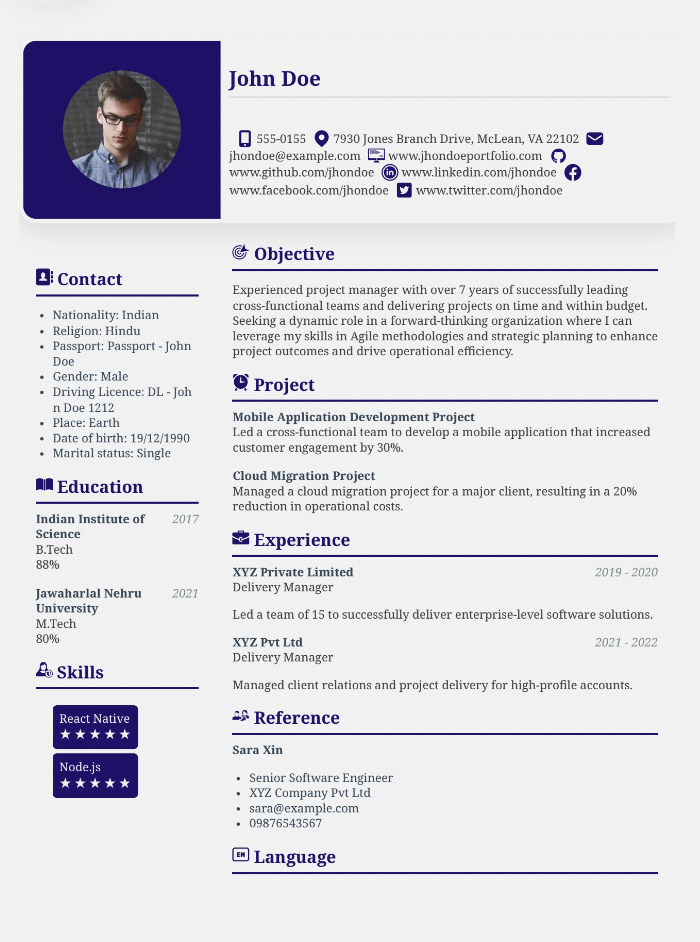 John Doe
555-0155 7930 Jones Branch Drive, McLean, VA 22102
jhondoe@example.com www.jhondoeportfolio.com
www.github.com/jhondoe www.linkedin.com/jhondoe
www.facebook.com/jhondoe www.twitter.com/jhondoe
Contact
Nationality: Indian
Religion: Hindu
Passport: Passport - John
Doe
Gender: Male
Driving Licence: DL - Joh
n Doe 1212
Place: Earth
Date of birth: 19/12/1990
Marital status: Single
Education
Indian Institute of 2017
Science
B.Tech
88%
Jawaharlal Nehru 2021
University
M.Tech
80%
Skills
React Native
★★★★★
Node.js
★★★★★
Objective
Experienced project manager with over 7 years of successfully leading
cross-functional teams and delivering projects on time and within budget.
Seeking a dynamic role in a forward-thinking organization where I can
leverage my skills in Agile methodologies and strategic planning to enhance
project outcomes and drive operational efficiency.
Project
Mobile Application Development Project
Led a cross-functional team to develop a mobile application that increased
customer engagement by 30%.
Cloud Migration Project
Managed a cloud migration project for a major client, resulting in a 20%
reduction in operational costs.
Experience
XYZ Private Limited 2019 - 2020
Delivery Manager
Led a team of 15 to successfully deliver enterprise-level software solutions.
XYZ Pvt Ltd 2021 - 2022
Delivery Manager
Managed client relations and project delivery for high-profile accounts.
Reference
Sara Xin
Senior Software Engineer
XYZ Company Pvt Ltd
sara@example.com
09876543567
EN Language